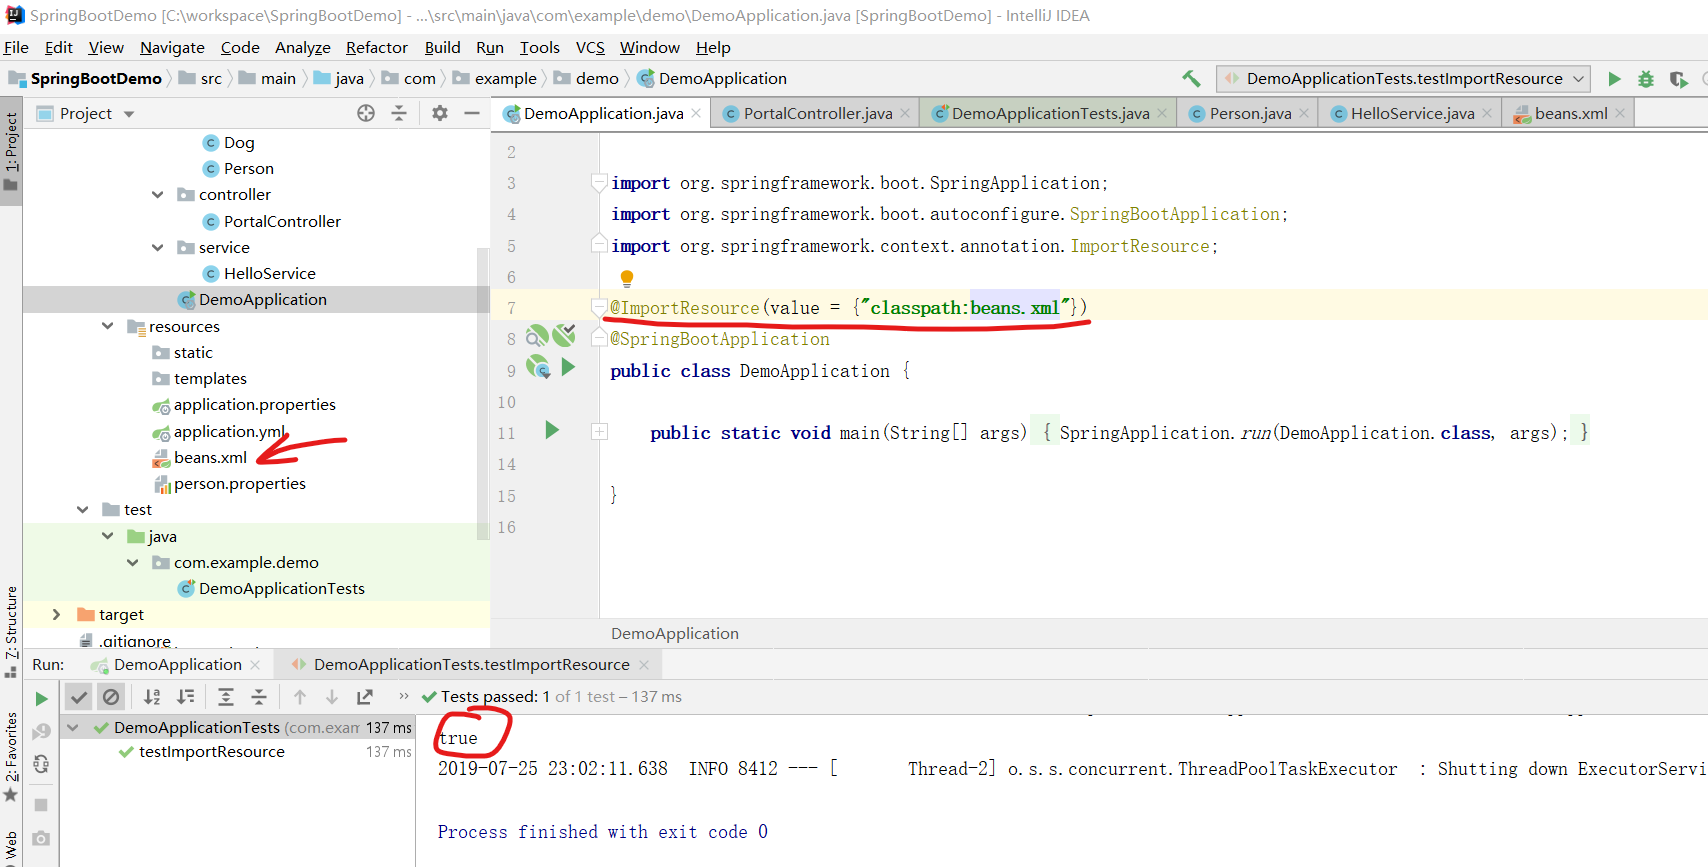 SpringBootDemo [C:\workspace\SpringBootDemo] - ...\src\main\java\com\example\demo\DemoApplication.java [SpringBootDemo] - IntelliJ IDEA
File Edit View Navigate Code Analyze Refactor Build Run Tools VCS Window Help
SpringBootDemo src main java com example demo DemoApplication DemoApplicationTests.testImportResource
1: Project
Project
DemoApplication.java PortalController.java DemoApplicationTests.java Person.java HelloService.java beans.xml
Dog
Person
controller
PortalController
service
HelloService
DemoApplication
resources
static
templates
application.properties
application.yml
beans.xml
person.properties
test
java
com.example.demo
DemoApplicationTests
target
.gitignore
2
3 import org.springframework.boot.SpringApplication;
4 import org.springframework.boot.autoconfigure.SpringBootApplication;
5 import org.springframework.context.annotation.ImportResource;
6
7 @ImportResource(value = {"classpath:beans.xml"})
8 @SpringBootApplication
9 public class DemoApplication {
10
11 public static void main(String[] args) { SpringApplication.run(DemoApplication.class, args); }
14
15 }
16
DemoApplication
7: Structure
2: Favorites
Web
Run: DemoApplication DemoApplicationTests.testImportResource
Tests passed: 1 of 1 test – 137 ms
DemoApplicationTests (com.exam 137 ms
testImportResource 137 ms
true
2019-07-25 23:02:11.638 INFO 8412 --- [ Thread-2] o.s.s.concurrent.ThreadPoolTaskExecutor : Shutting down ExecutorServi
Process finished with exit code 0